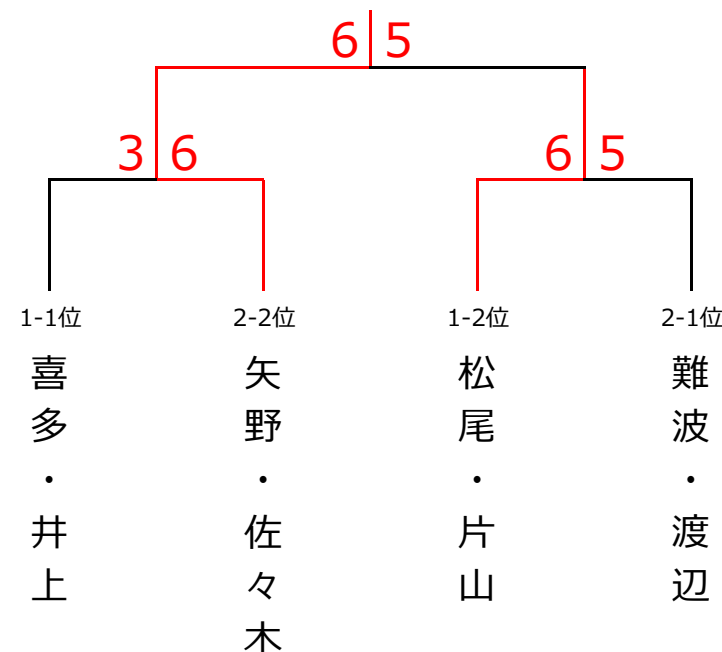 6 5
3 6
6 5
1-1位
2-2位
1-2位
2-1位
喜多・井上
矢野・佐々木
松尾・片山
難波・渡辺